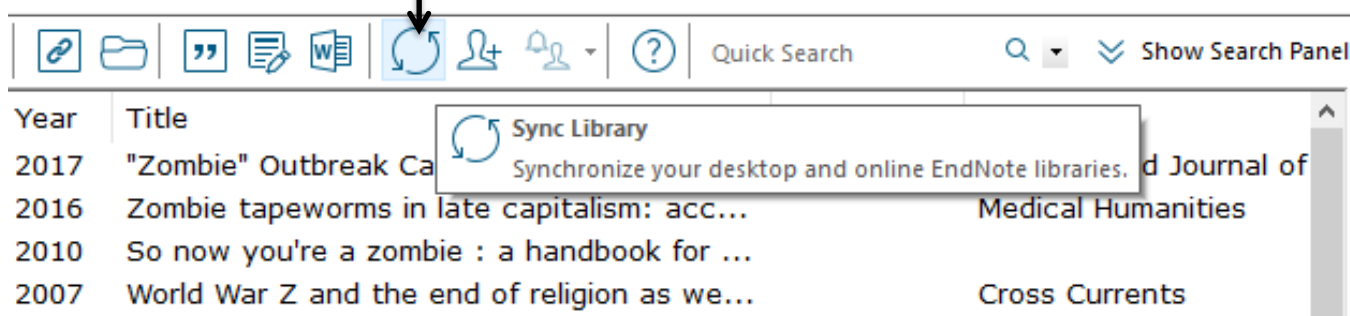 Quick Search Show Search Panel
Year Title
Sync Library
Synchronize your desktop and online EndNote libraries.
2017 "Zombie" Outbreak Ca d Journal of
2016 Zombie tapeworms in late capitalism: acc... Medical Humanities
2010 So now you're a zombie : a handbook for ...
2007 World War Z and the end of religion as we... Cross Currents